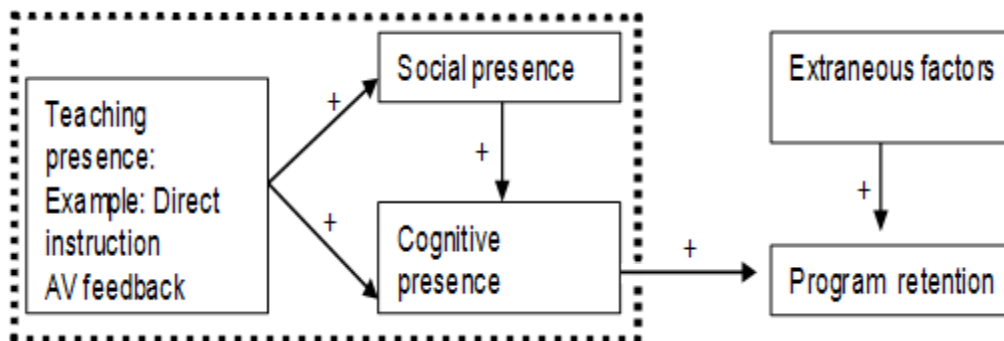 Social presence
Extraneous factors
Teaching
presence:
Example: Direct
instruction
AV feedback
+
+
+
+
Cognitive
presence
+
+
Program retention